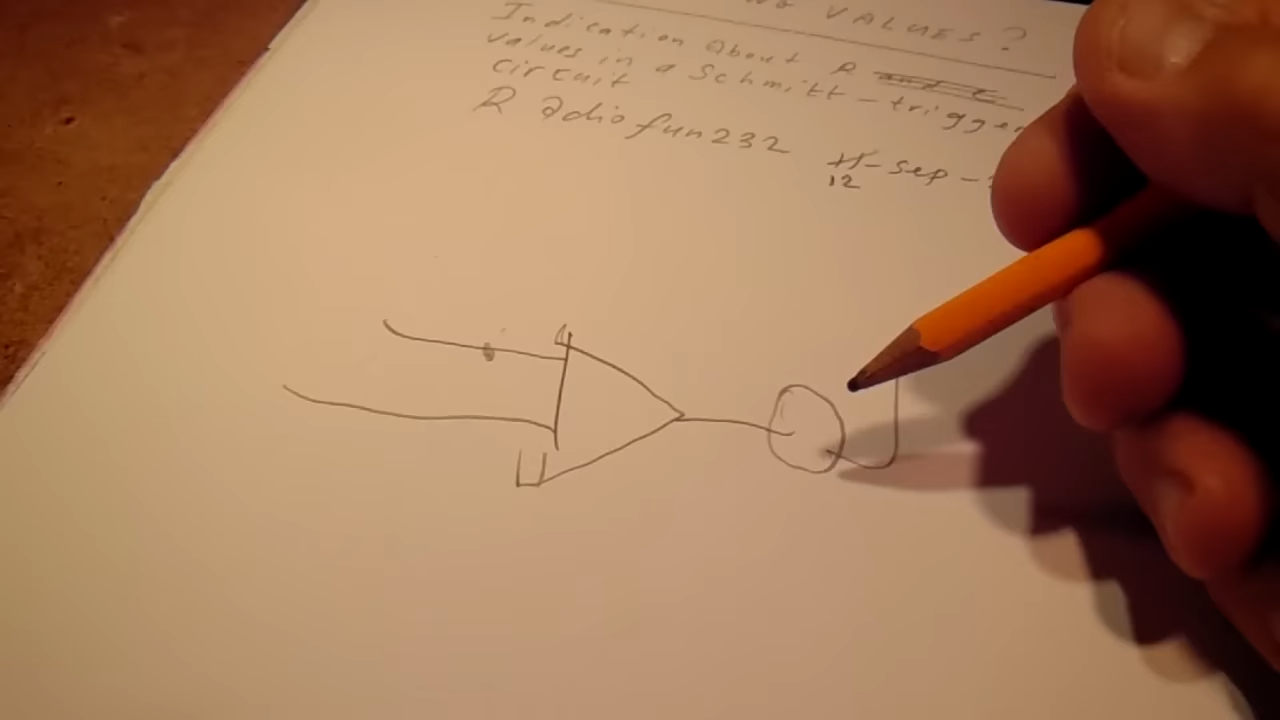 VALUES?
Indication about R
values in a Schmitt-trigger
circuit
Radiofun232
12 - sep -